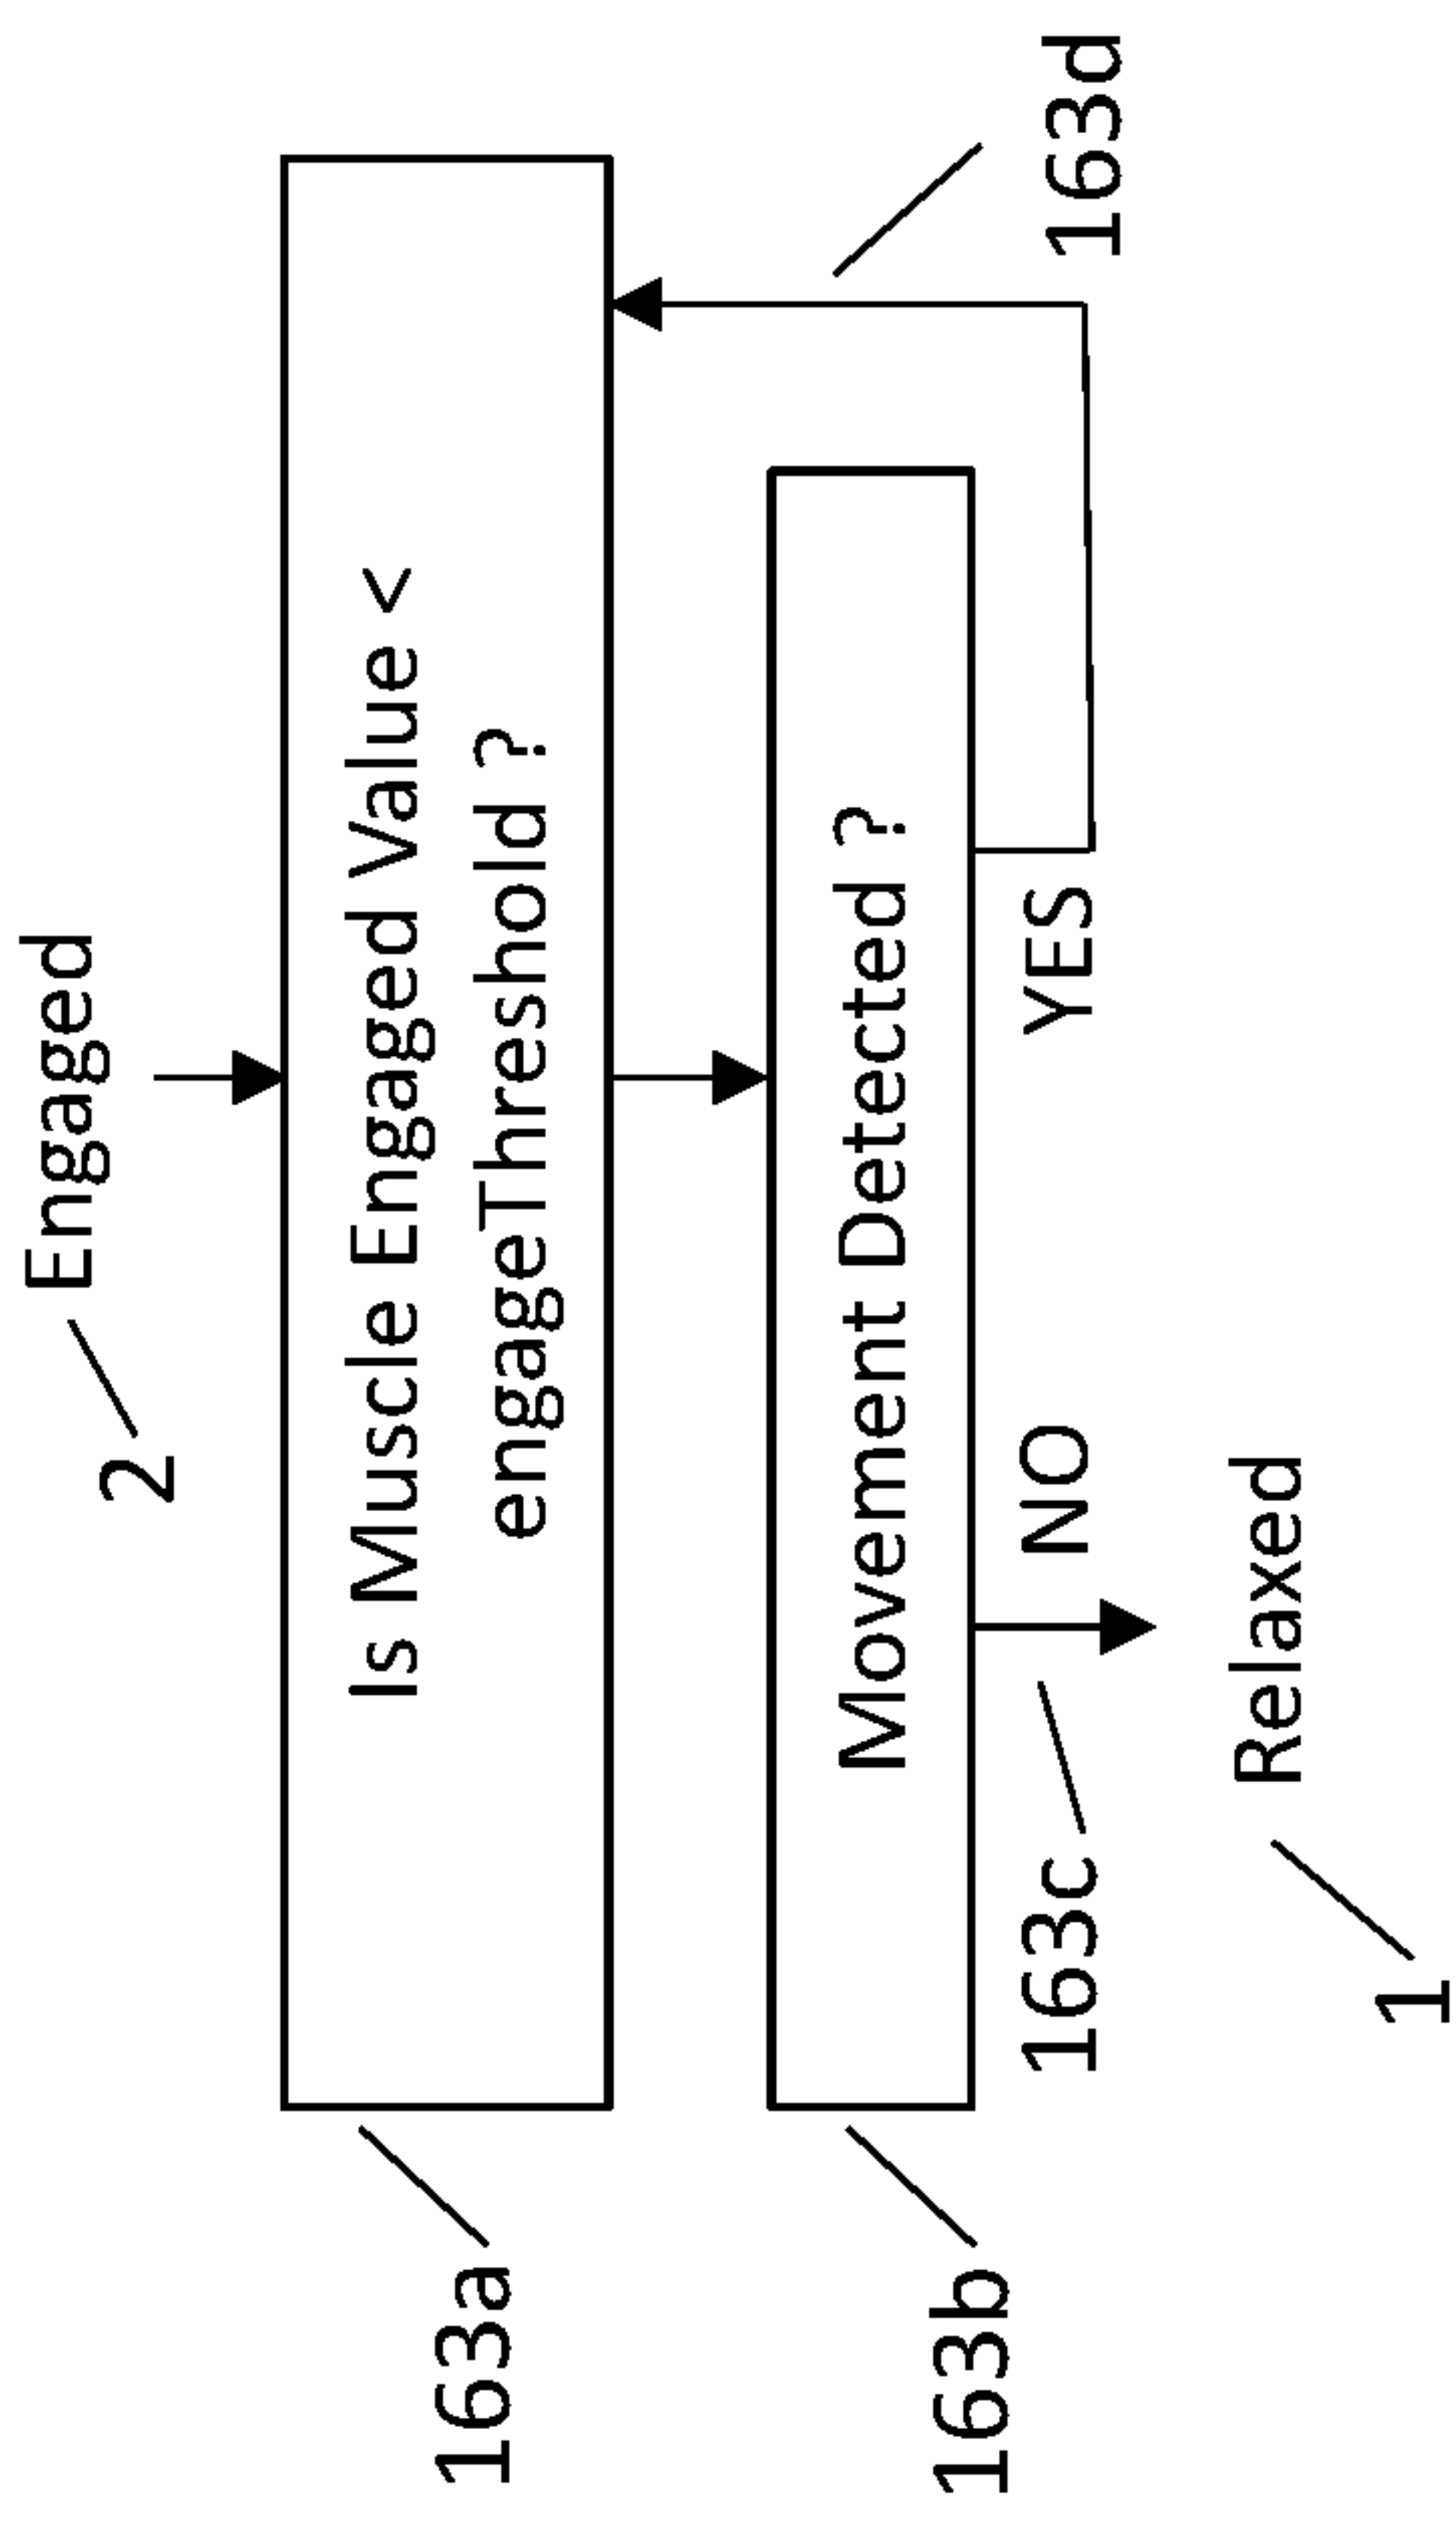 Engaged
2
Is Muscle Engaged Value <
engageThreshold ?
163a
Movement Detected ?
163b
NO
YES
163c
163d
Relaxed
1